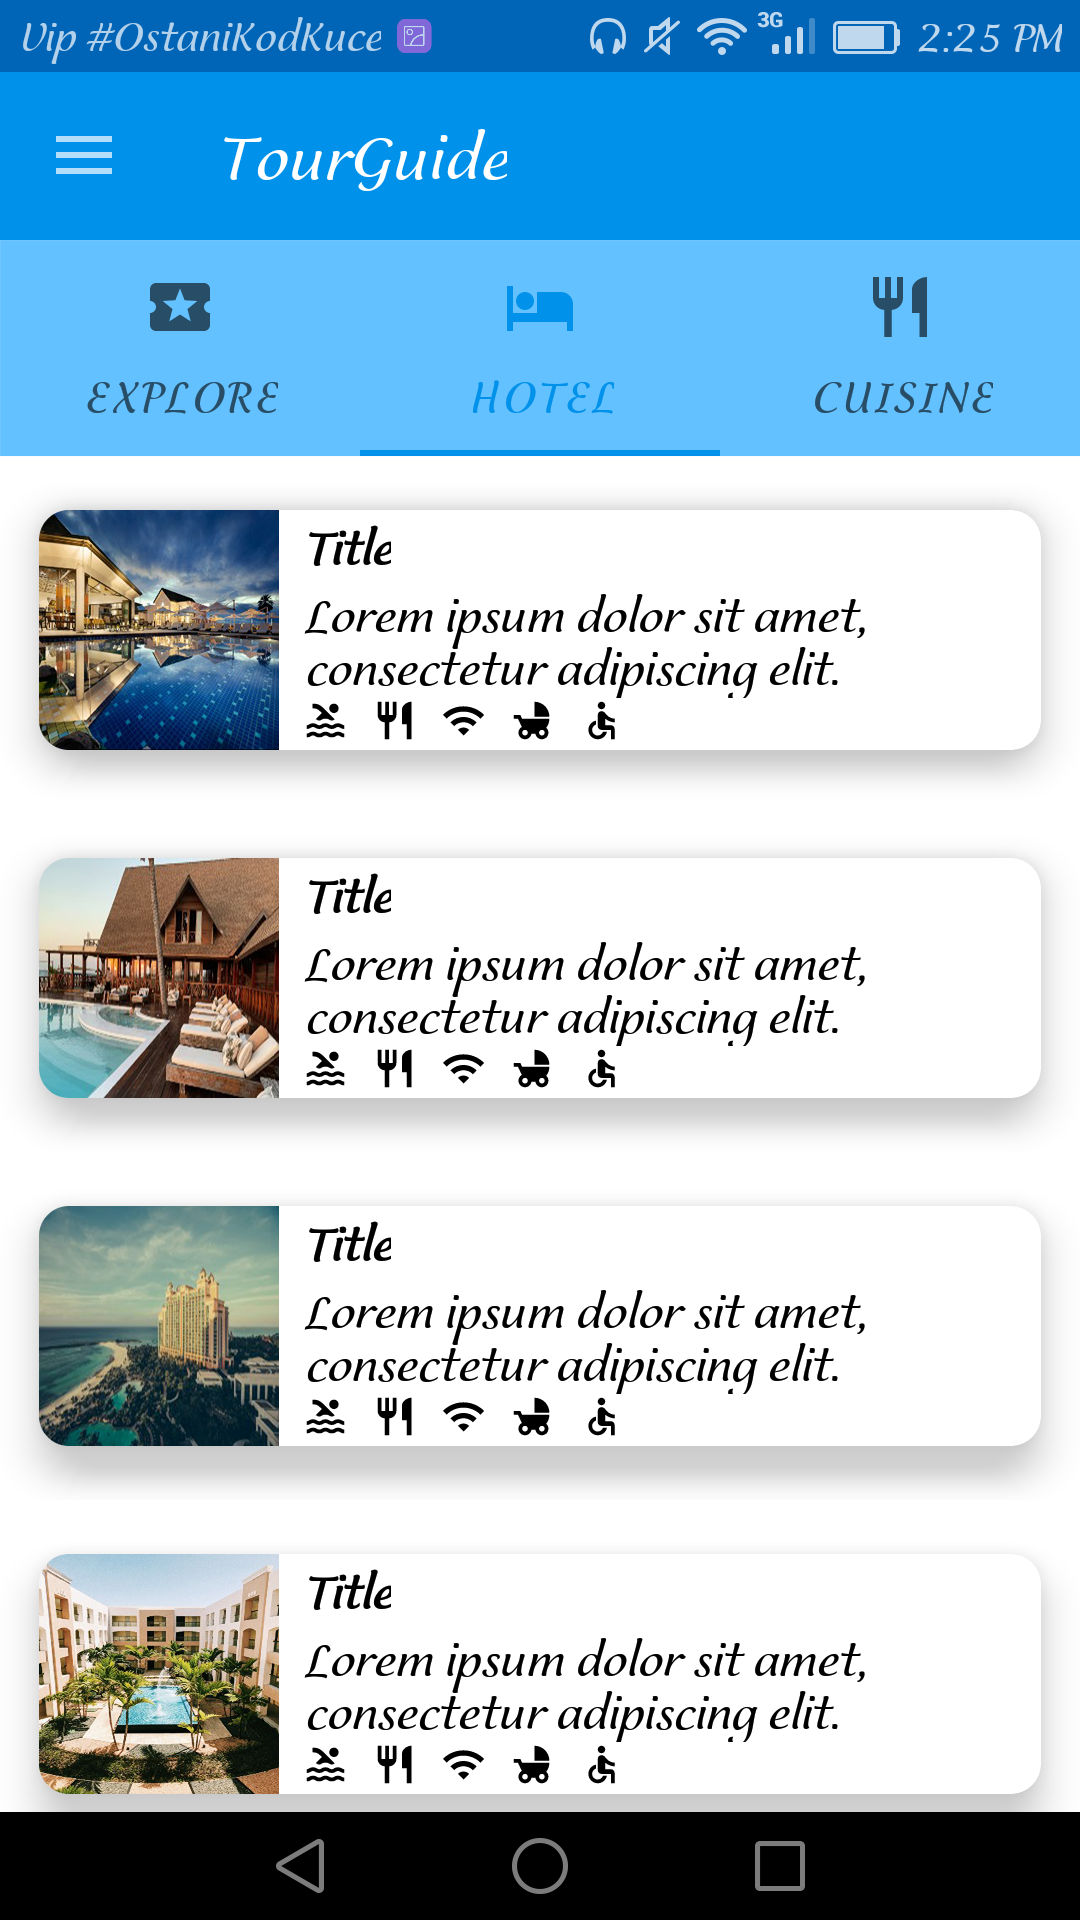 Vip #OstaniKodKuce 3G 2:25 PM
TourGuide
EXPLORE HOTEL CUISINE
Title
Lorem ipsum dolor sit amet,
consectetur adipiscing elit.
Title
Lorem ipsum dolor sit amet,
consectetur adipiscing elit.
Title
Lorem ipsum dolor sit amet,
consectetur adipiscing elit.
Title
Lorem ipsum dolor sit amet,
consectetur adipiscing elit.